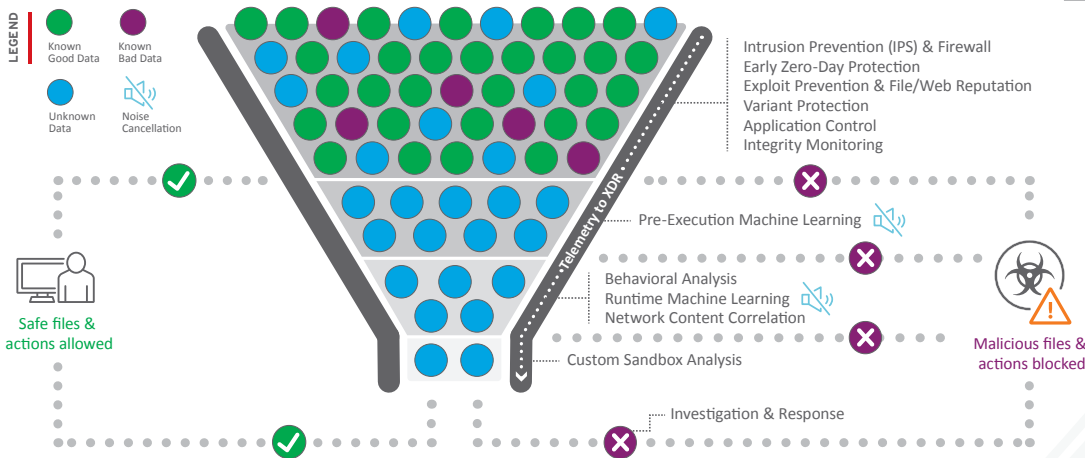 LEGEND
Known
Good Data
Known
Bad Data
Unknown
Data
Noise
Cancellation
Intrusion Prevention (IPS) & Firewall
Early Zero-Day Protection
Exploit Prevention & File/Web Reputation
Variant Protection
Application Control
Integrity Monitoring
Telemetry to XDR
Pre-Execution Machine Learning
Behavioral Analysis
Runtime Machine Learning
Network Content Correlation
Custom Sandbox Analysis
Safe files &
actions allowed
Malicious files &
actions blocked
Investigation & Response